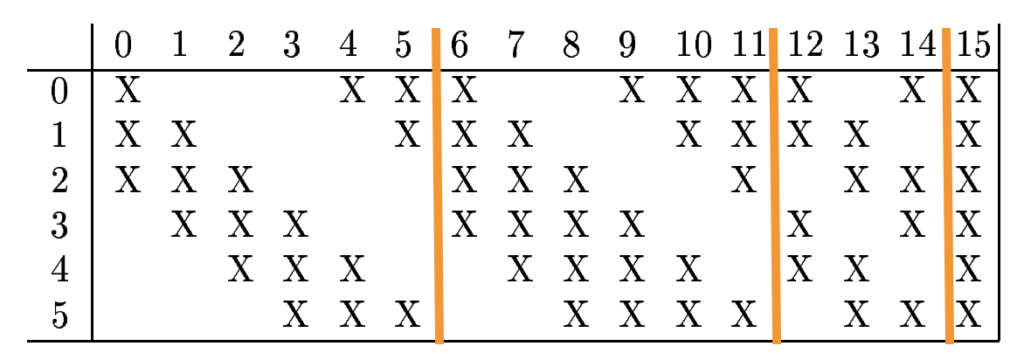 0 1 2 3 4 5 6 7 8 9 10 11 12 13 14 15
0 X X X X X X X X X X
1 X X X X X X X X X X
2 X X X X X X X X X X
3 X X X X X X X X X X
4 X X X X X X X X X X
5 X X X X X X X X X X